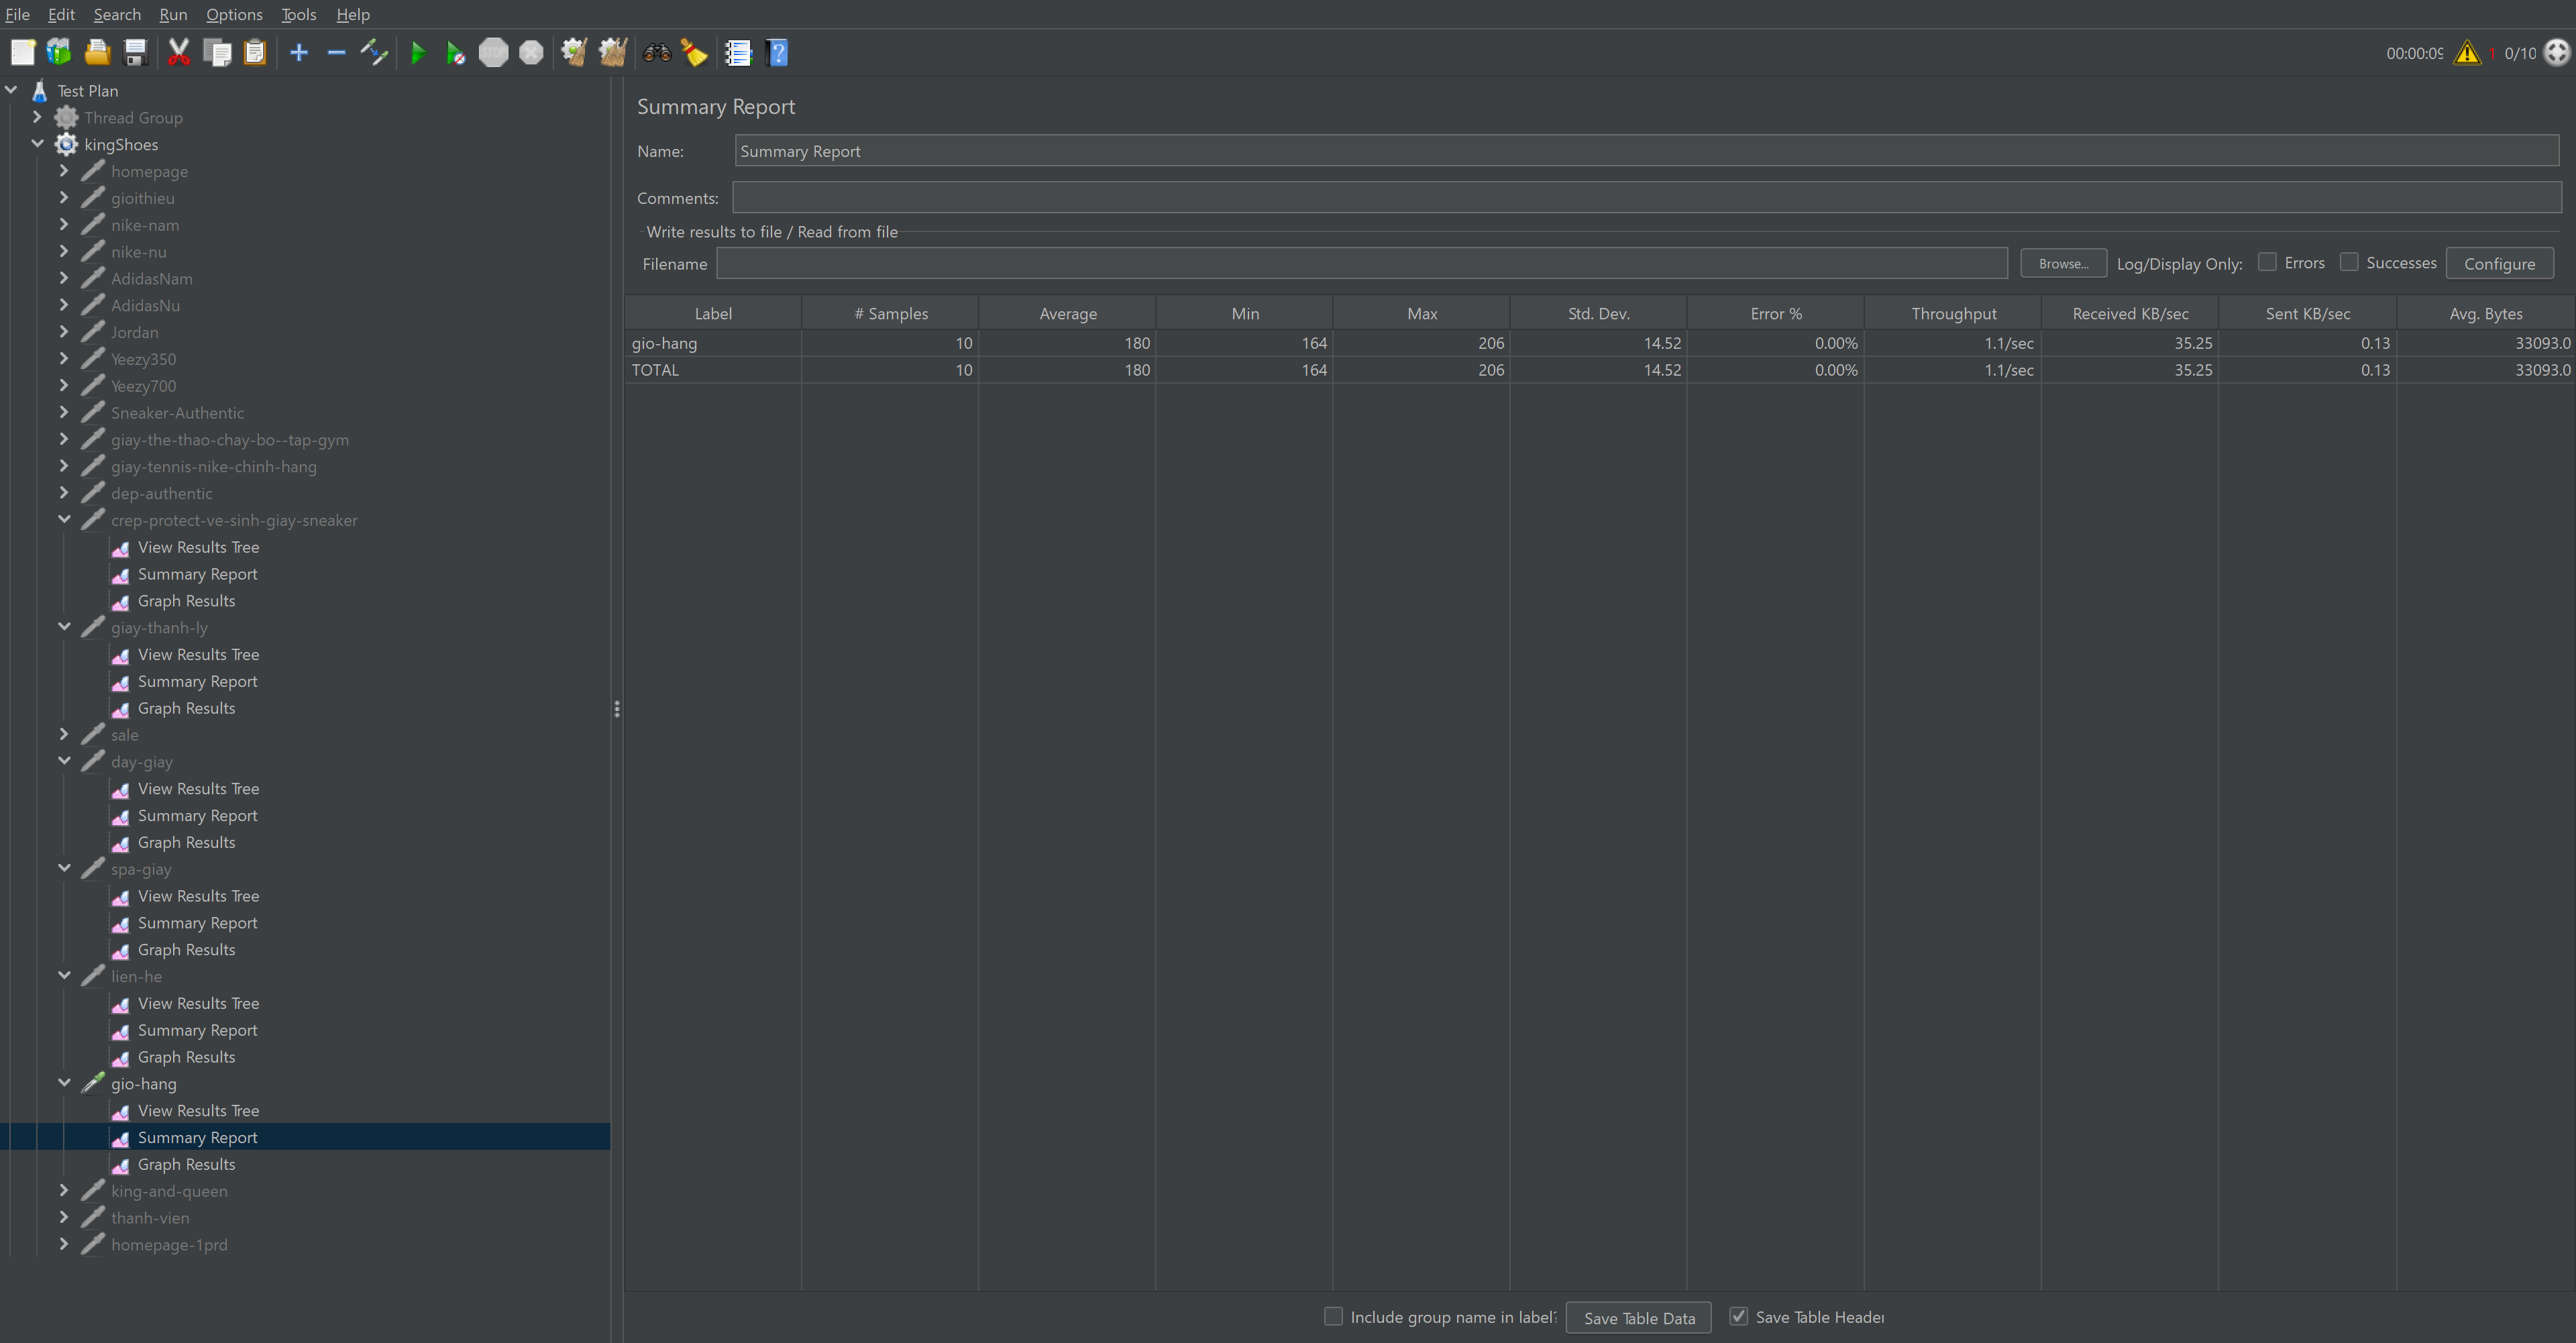 File Edit Search Run Options Tools Help
00:00:09 1 0/10
Test Plan
Thread Group
kingShoes
homepage
gioithieu
nike-nam
nike-nu
AdidasNam
AdidasNu
Jordan
Yeezy350
Yeezy700
Sneaker-Authentic
giay-the-thao-chay-bo--tap-gym
giay-tennis-nike-chinh-hang
dep-authentic
crep-protect-ve-sinh-giay-sneaker
View Results Tree
Summary Report
Graph Results
giay-thanh-ly
View Results Tree
Summary Report
Graph Results
sale
day-giay
View Results Tree
Summary Report
Graph Results
spa-giay
View Results Tree
Summary Report
Graph Results
lien-he
View Results Tree
Summary Report
Graph Results
gio-hang
View Results Tree
Summary Report
Graph Results
king-and-queen
thanh-vien
homepage-1prd
Summary Report
Name: Summary Report
Comments:
Write results to file / Read from file
Filename Browse... Log/Display Only: Errors Successes Configure
Label # Samples Average Min Max Std. Dev. Error % Throughput Received KB/sec Sent KB/sec Avg. Bytes
gio-hang 10 180 164 206 14.52 0.00% 1.1/sec 35.25 0.13 33093.0
TOTAL 10 180 164 206 14.52 0.00% 1.1/sec 35.25 0.13 33093.0
Include group name in label? Save Table Data Save Table Header